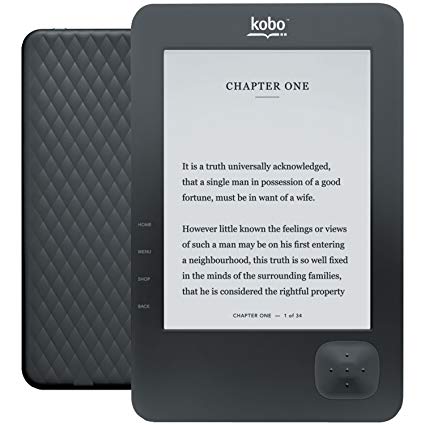 kobo™
CHAPTER ONE
It is a truth universally acknowledged,
that a single man in possession of a good
fortune, must be in want of a wife.
However little known the feelings or views
of such a man may be on his first entering
a neighbourhood, this truth is so well fixed
in the minds of the surrounding families,
that he is considered the rightful property
CHAPTER ONE — 1 of 34
HOME
MENU
SHOP
BACK